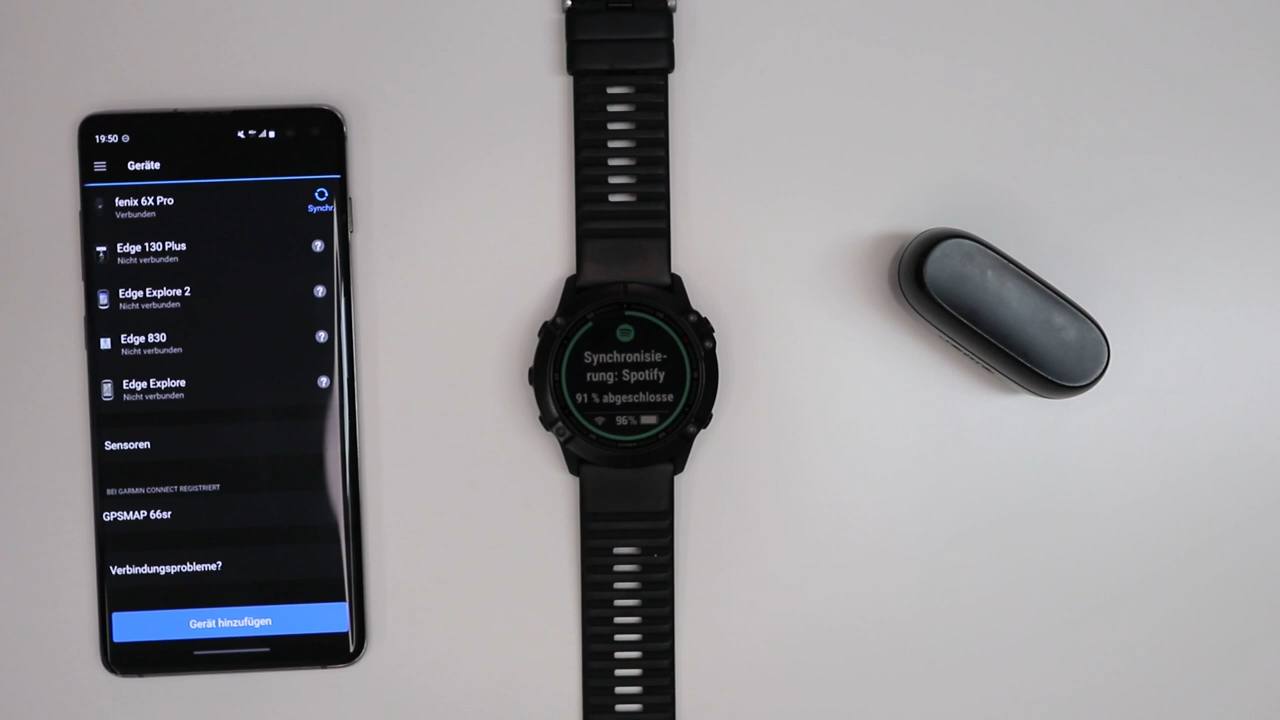 19:50
Geräte
fenix 6X Pro
Verbunden
Synchr.
Edge 130 Plus
Nicht verbunden
Edge Explore 2
Nicht verbunden
Edge 830
Nicht verbunden
Edge Explore
Nicht verbunden
Sensoren
BEI GARMIN CONNECT REGISTRIERT
GPSMAP 66sr
Verbindungsprobleme?
Gerät hinzufügen
Synchronisie-
rung: Spotify
91 % abgeschlosse
96%